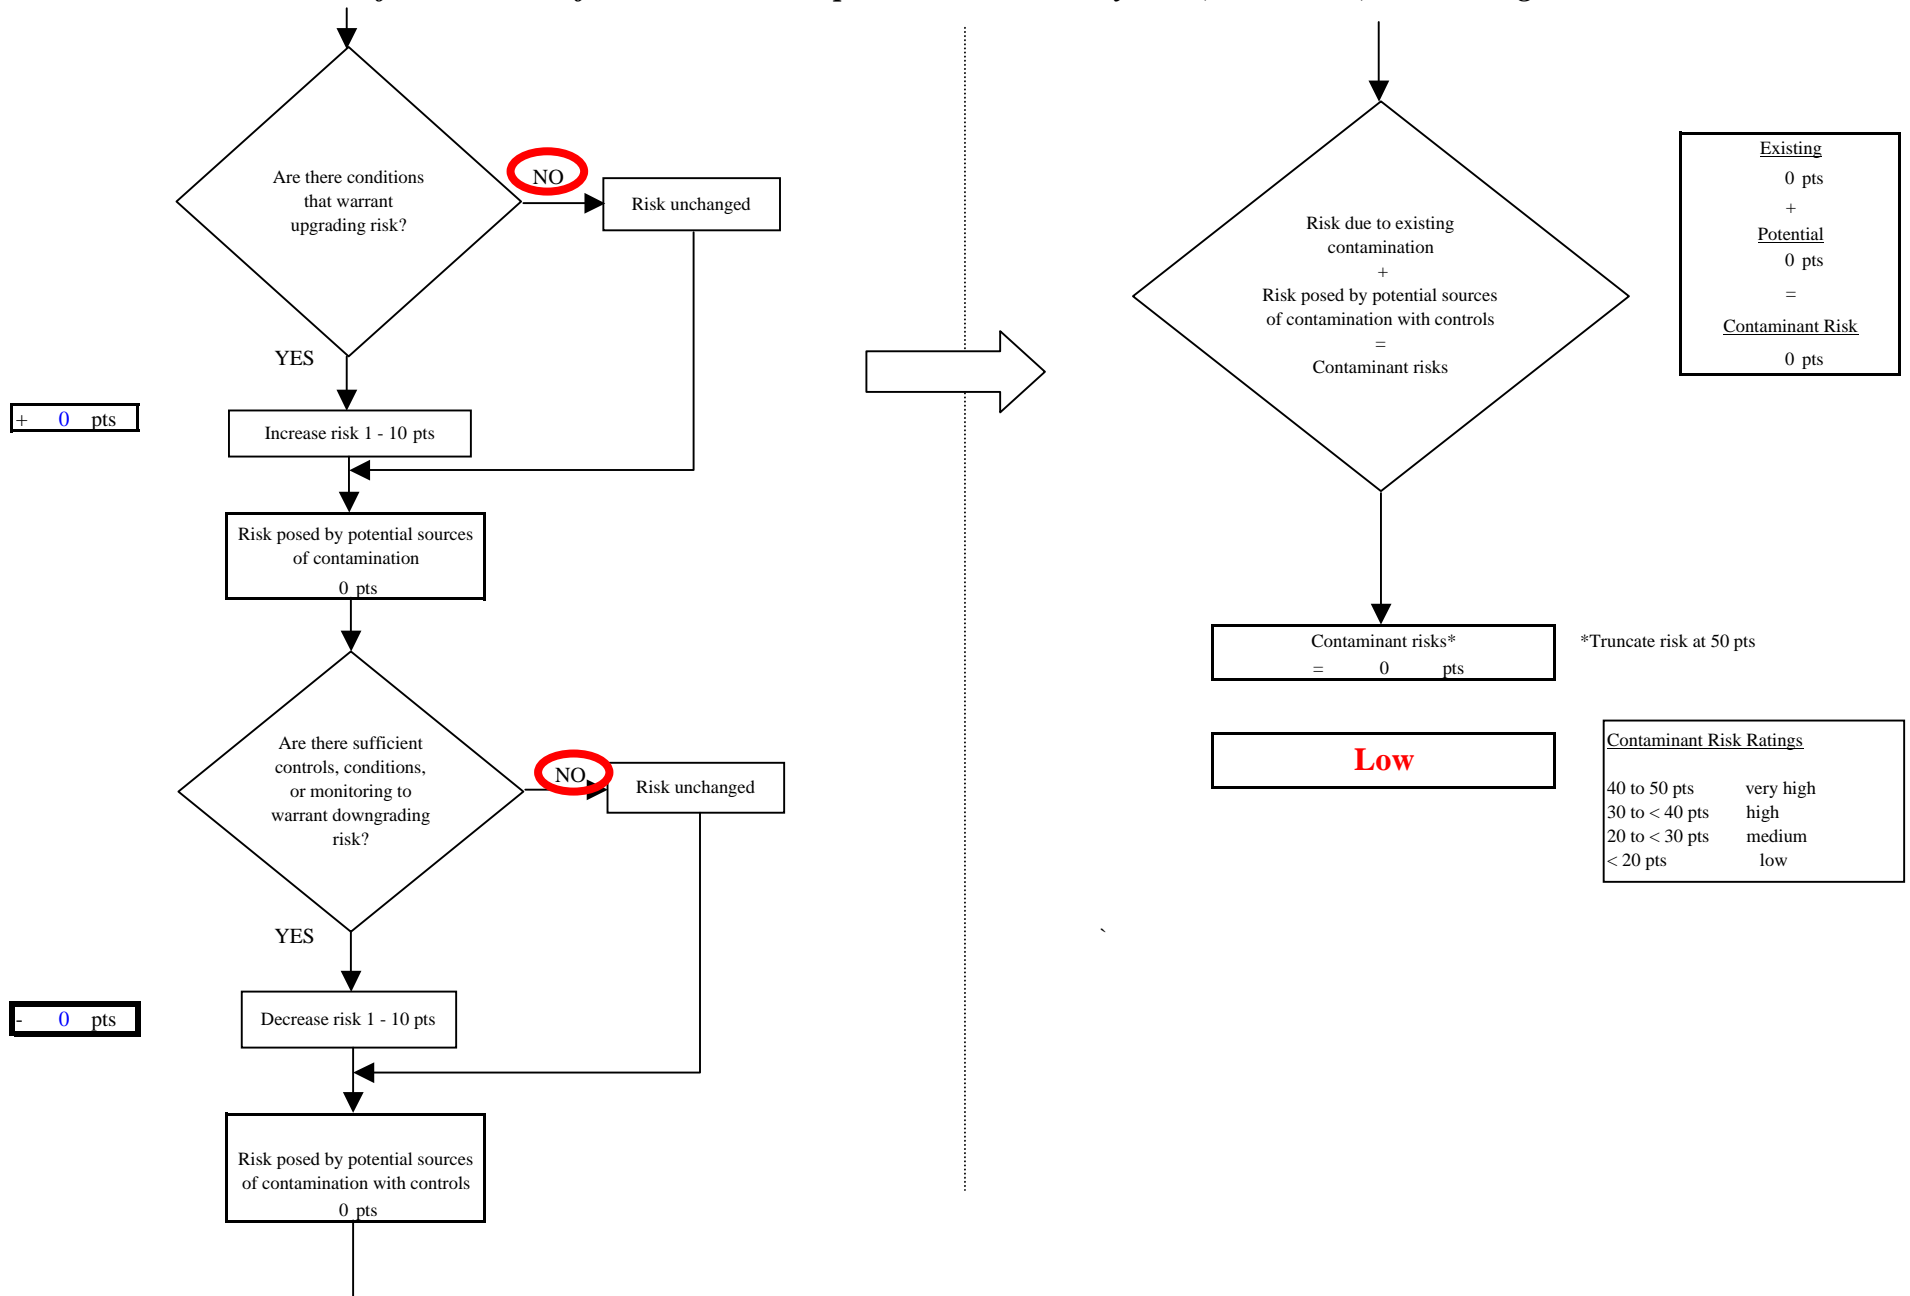 Are there conditions
that warrant
upgrading risk?
NO
Risk unchanged
YES
+ 0 pts
Increase risk 1 - 10 pts
Risk posed by potential sources
of contamination
0 pts
Are there sufficient
controls, conditions,
or monitoring to
warrant downgrading
risk?
NO
Risk unchanged
YES
- 0 pts
Decrease risk 1 - 10 pts
Risk posed by potential sources
of contamination with controls
0 pts
Risk due to existing
contamination
+
Risk posed by potential sources
of contamination with controls
=
Contaminant risks
Existing
0 pts
+
Potential
0 pts
=
Contaminant Risk
0 pts
Contaminant risks*
= 0 pts
*Truncate risk at 50 pts
Low
Contaminant Risk Ratings
40 to 50 pts very high
30 to < 40 pts high
20 to < 30 pts medium
< 20 pts low
`